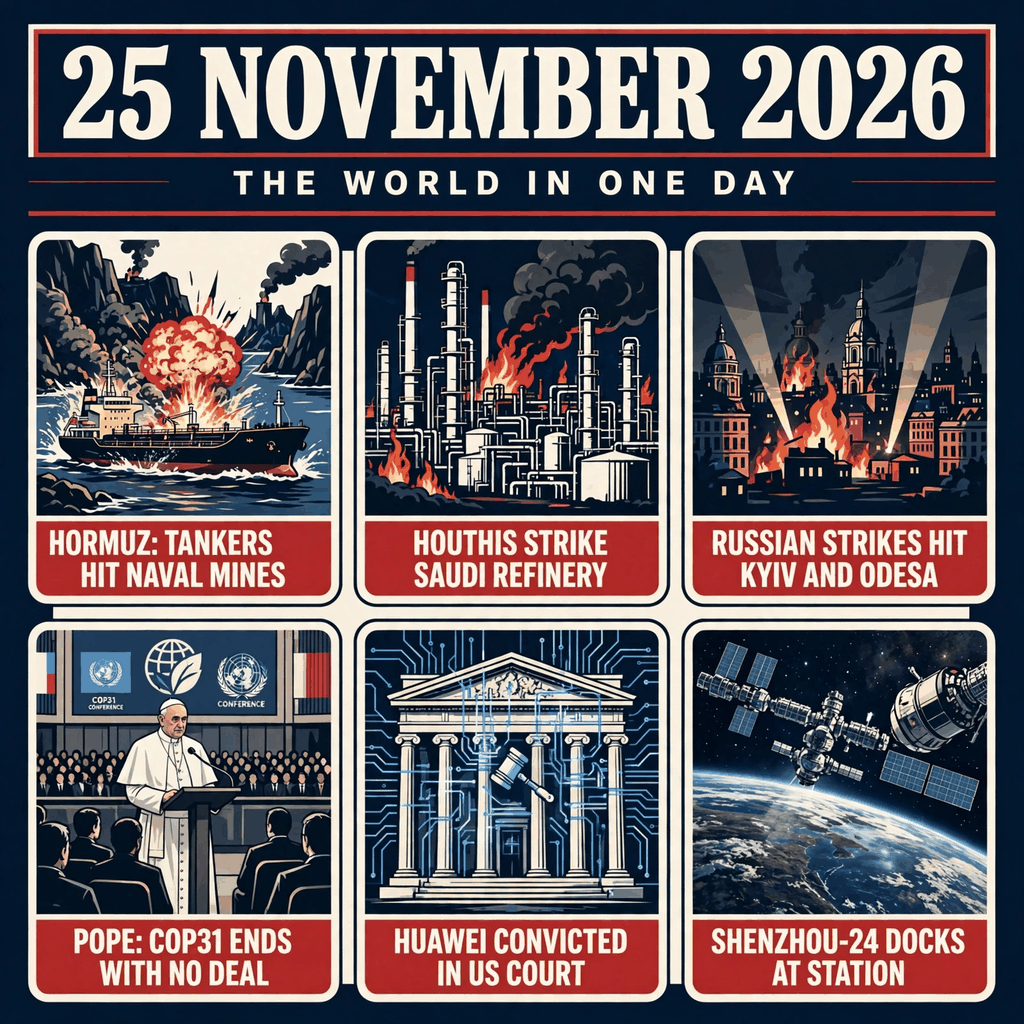 25 NOVEMBER 2026
THE WORLD IN ONE DAY
HORMUZ: TANKERS
HIT NAVAL MINES
HOUTHIS STRIKE
SAUDI REFINERY
RUSSIAN STRIKES HIT
KYIV AND ODESA
COP31
CONFERENCE
CONFERENCE
POPE: COP31 ENDS
WITH NO DEAL
HUAWEI CONVICTED
IN US COURT
SHENZHOU-24 DOCKS
AT STATION